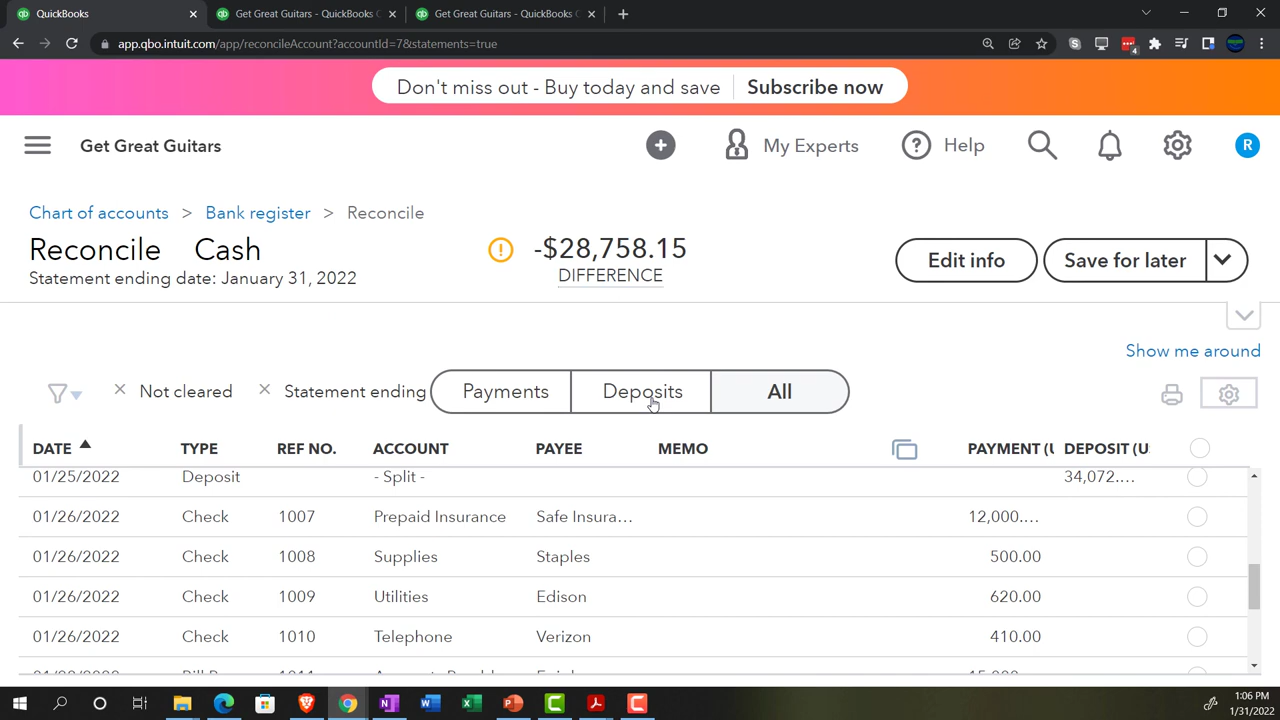 QuickBooks
Get Great Guitars - QuickBooks
Get Great Guitars - QuickBooks
app.qbo.intuit.com/app/reconcileAccount?accountId=7&statements=true
4
Don't miss out - Buy today and save Subscribe now
Get Great Guitars My Experts Help R
Chart of accounts > Bank register > Reconcile
Reconcile Cash -$28,758.15 Edit info Save for later
Statement ending date: January 31, 2022 DIFFERENCE
Show me around
Not cleared Statement ending Payments Deposits All
DATE TYPE REF NO. ACCOUNT PAYEE MEMO PAYMENT (U DEPOSIT (U
01/25/2022 Deposit - Split - 34,072....
01/26/2022 Check 1007 Prepaid Insurance Safe Insura... 12,000....
01/26/2022 Check 1008 Supplies Staples 500.00
01/26/2022 Check 1009 Utilities Edison 620.00
01/26/2022 Check 1010 Telephone Verizon 410.00
1:06 PM
1/31/2022